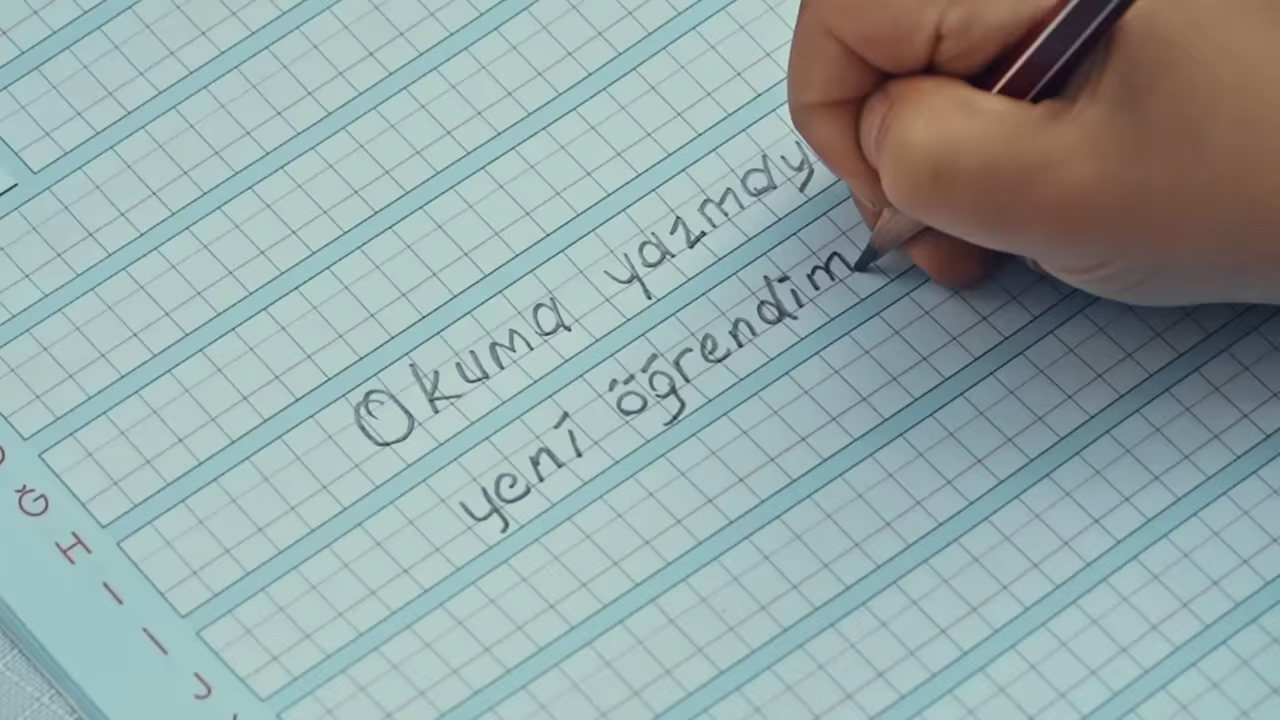 Okuma yazmay
yeni öğrendim
Ğ
H
I
İ
J